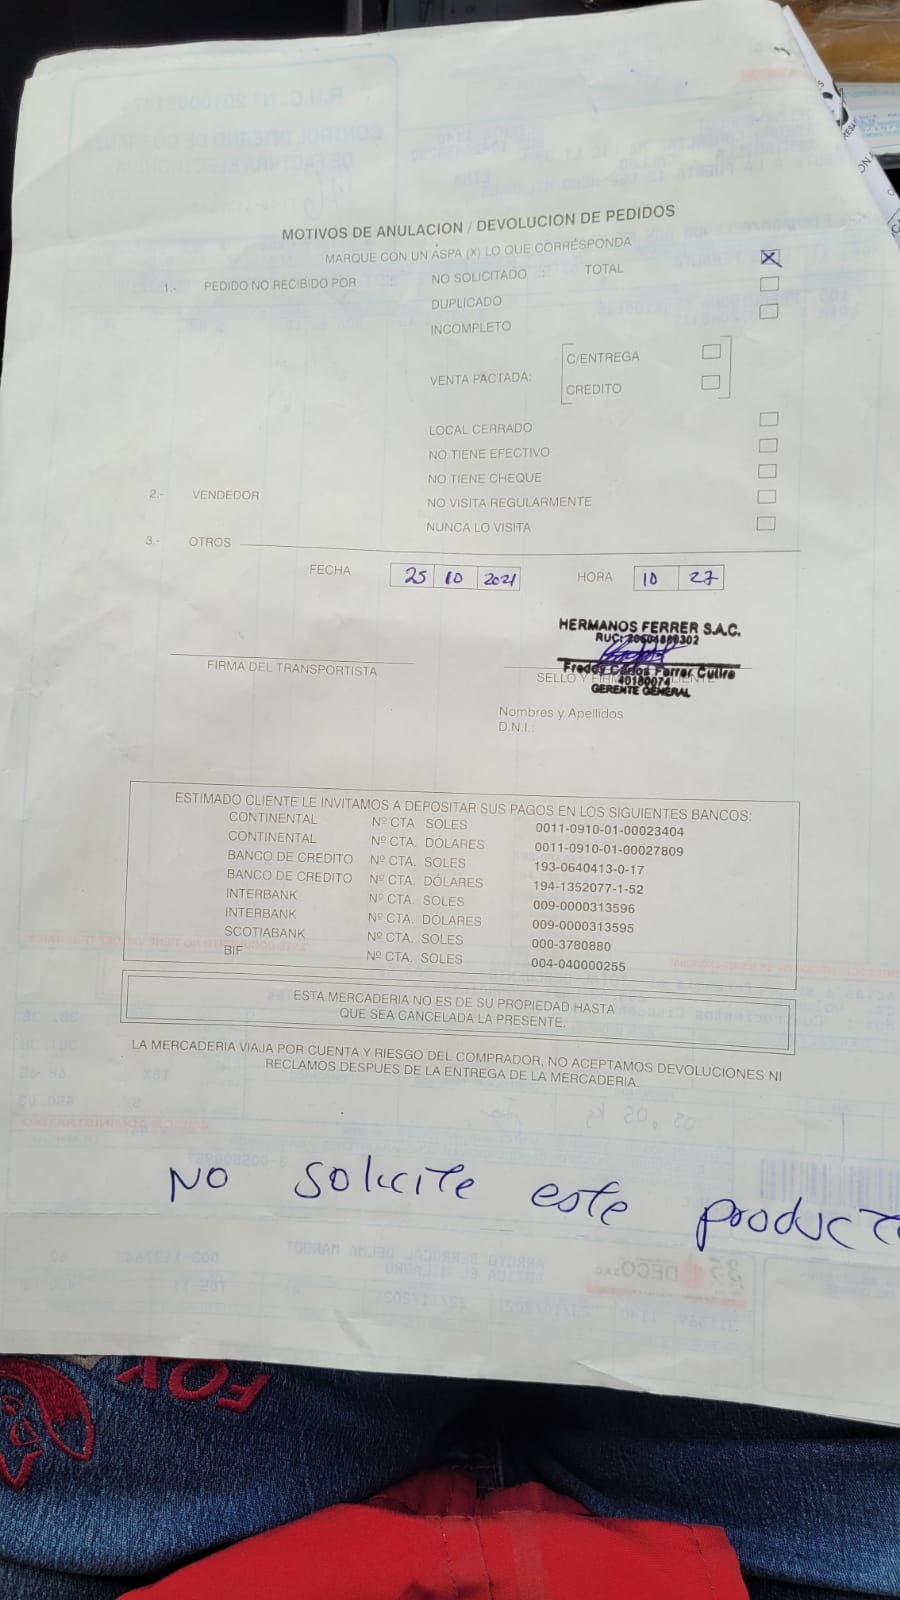 MOTIVOS DE ANULACION / DEVOLUCION DE PEDIDOS
MARQUE CON UN ASPA (X) LO QUE CORRESPONDA
1.- PEDIDO NO RECIBIDO POR NO SOLICITADO : TOTAL X
DUPLICADO
INCOMPLETO
VENTA PACTADA: C/ENTREGA
CREDITO
LOCAL CERRADO
NO TIENE EFECTIVO
NO TIENE CHEQUE
2.- VENDEDOR NO VISITA REGULARMENTE
NUNCA LO VISITA
3.- OTROS
FECHA 25 10 2021 HORA 10 27
HERMANOS FERRER S.A.C.
FIRMA DEL TRANSPORTISTA
SELLO Y FIRMA
GERENTE GENERAL
Nombres y Apellidos
D.N.I.:
ESTIMADO CLIENTE LE INVITAMOS A DEPOSITAR SUS PAGOS EN LOS SIGUIENTES BANCOS:
CONTINENTAL Nº CTA SOLES 0011-0910-01-00023404
CONTINENTAL Nº CTA. DÓLARES 0011-0910-01-00027809
BANCO DE CREDITO Nº CTA. SOLES 193-0640413-0-17
BANCO DE CREDITO Nº CTA. DÓLARES 194-1352077-1-52
INTERBANK Nº CTA. SOLES 009-0000313596
INTERBANK Nº CTA. DÓLARES 009-0000313595
SCOTIABANK Nº CTA. SOLES 000-3780880
BIF Nº CTA. SOLES 004-040000255
ESTA MERCADERIA NO ES DE SU PROPIEDAD HASTA
QUE SEA CANCELADA LA PRESENTE.
LA MERCADERIA VIAJA POR CUENTA Y RIESGO DEL COMPRADOR, NO ACEPTAMOS DEVOLUCIONES NI
RECLAMOS DESPUES DE LA ENTREGA DE LA MERCADERIA.
NO solicite este product
FOX